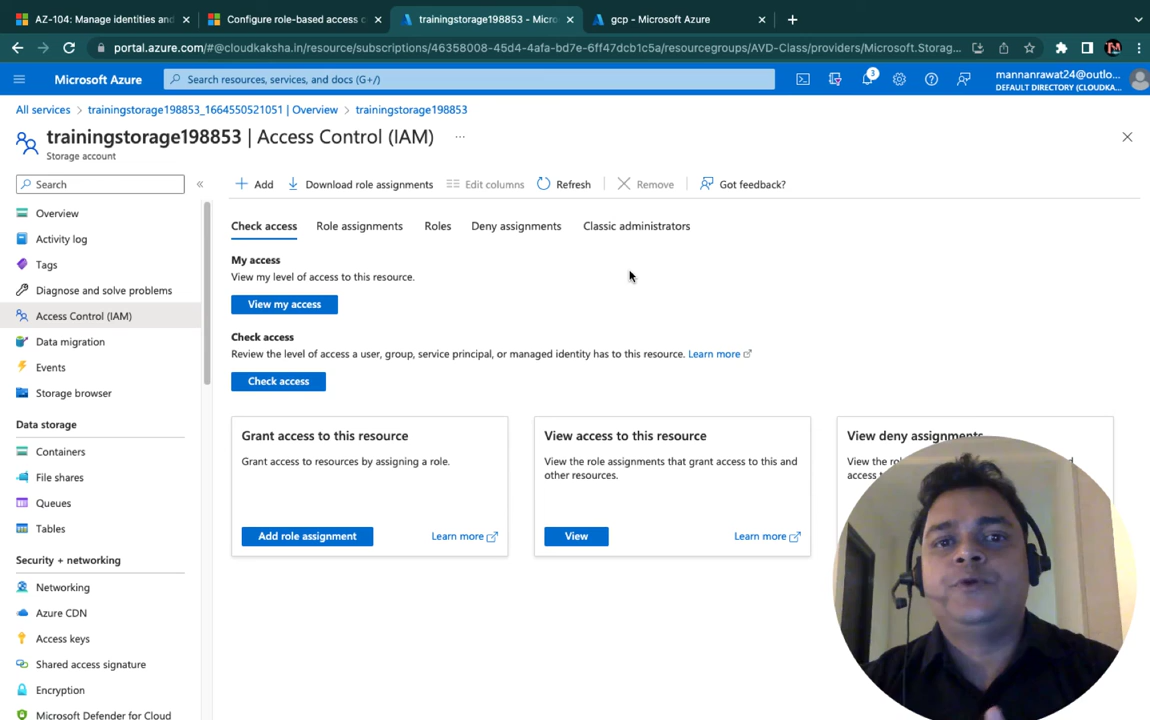 AZ-104: Manage identities and
Configure role-based access c
trainingstorage198853 - Micro
gcp - Microsoft Azure
portal.azure.com/#@cloudkaksha.in/resource/subscriptions/46358008-45d4-4afa-bd7e-6ff47dcb1c5a/resourcegroups/AVD-Class/providers/Microsoft.Storag...
Microsoft Azure
Search resources, services, and docs (G+/)
3
mannanrawat24@outlo...
DEFAULT DIRECTORY (CLOUDKA...
All services > trainingstorage198853_1664550521051 | Overview > trainingstorage198853
trainingstorage198853 | Access Control (IAM) ...
Storage account
Search
Add
Download role assignments
Edit columns
Refresh
Remove
Got feedback?
Overview
Activity log
Tags
Diagnose and solve problems
Access Control (IAM)
Data migration
Events
Storage browser
Data storage
Containers
File shares
Queues
Tables
Security + networking
Networking
Azure CDN
Access keys
Shared access signature
Encryption
Microsoft Defender for Cloud
Check access
Role assignments
Roles
Deny assignments
Classic administrators
My access
View my level of access to this resource.
View my access
Check access
Review the level of access a user, group, service principal, or managed identity has to this resource. Learn more
Check access
Grant access to this resource
Grant access to resources by assigning a role.
Add role assignment
Learn more
View access to this resource
View the role assignments that grant access to this and
other resources.
View
Learn more
View deny assignments
View the
access